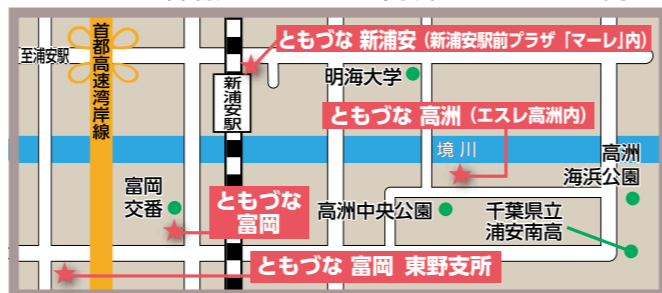 首都高速湾岸線
至浦安駅
新浦安駅
ともづな 新浦安（新浦安駅前プラザ「マーレ」内）
明海大学
ともづな 高洲（エスレ高洲内）
境川
高洲
海浜公園
富岡
交番
ともづな
富岡
高洲中央公園
千葉県立
浦安南高
ともづな 富岡 東野支所